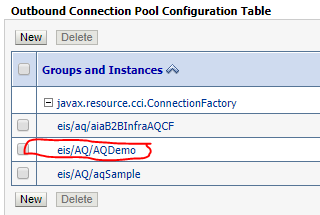 Outbound Connection Pool Configuration Table
New Delete
Groups and Instances
javax.resource.cci.ConnectionFactory
eis/aq/aiaB2BInfraAQCF
eis/AQ/AQDemo
eis/AQ/aqSample
New Delete